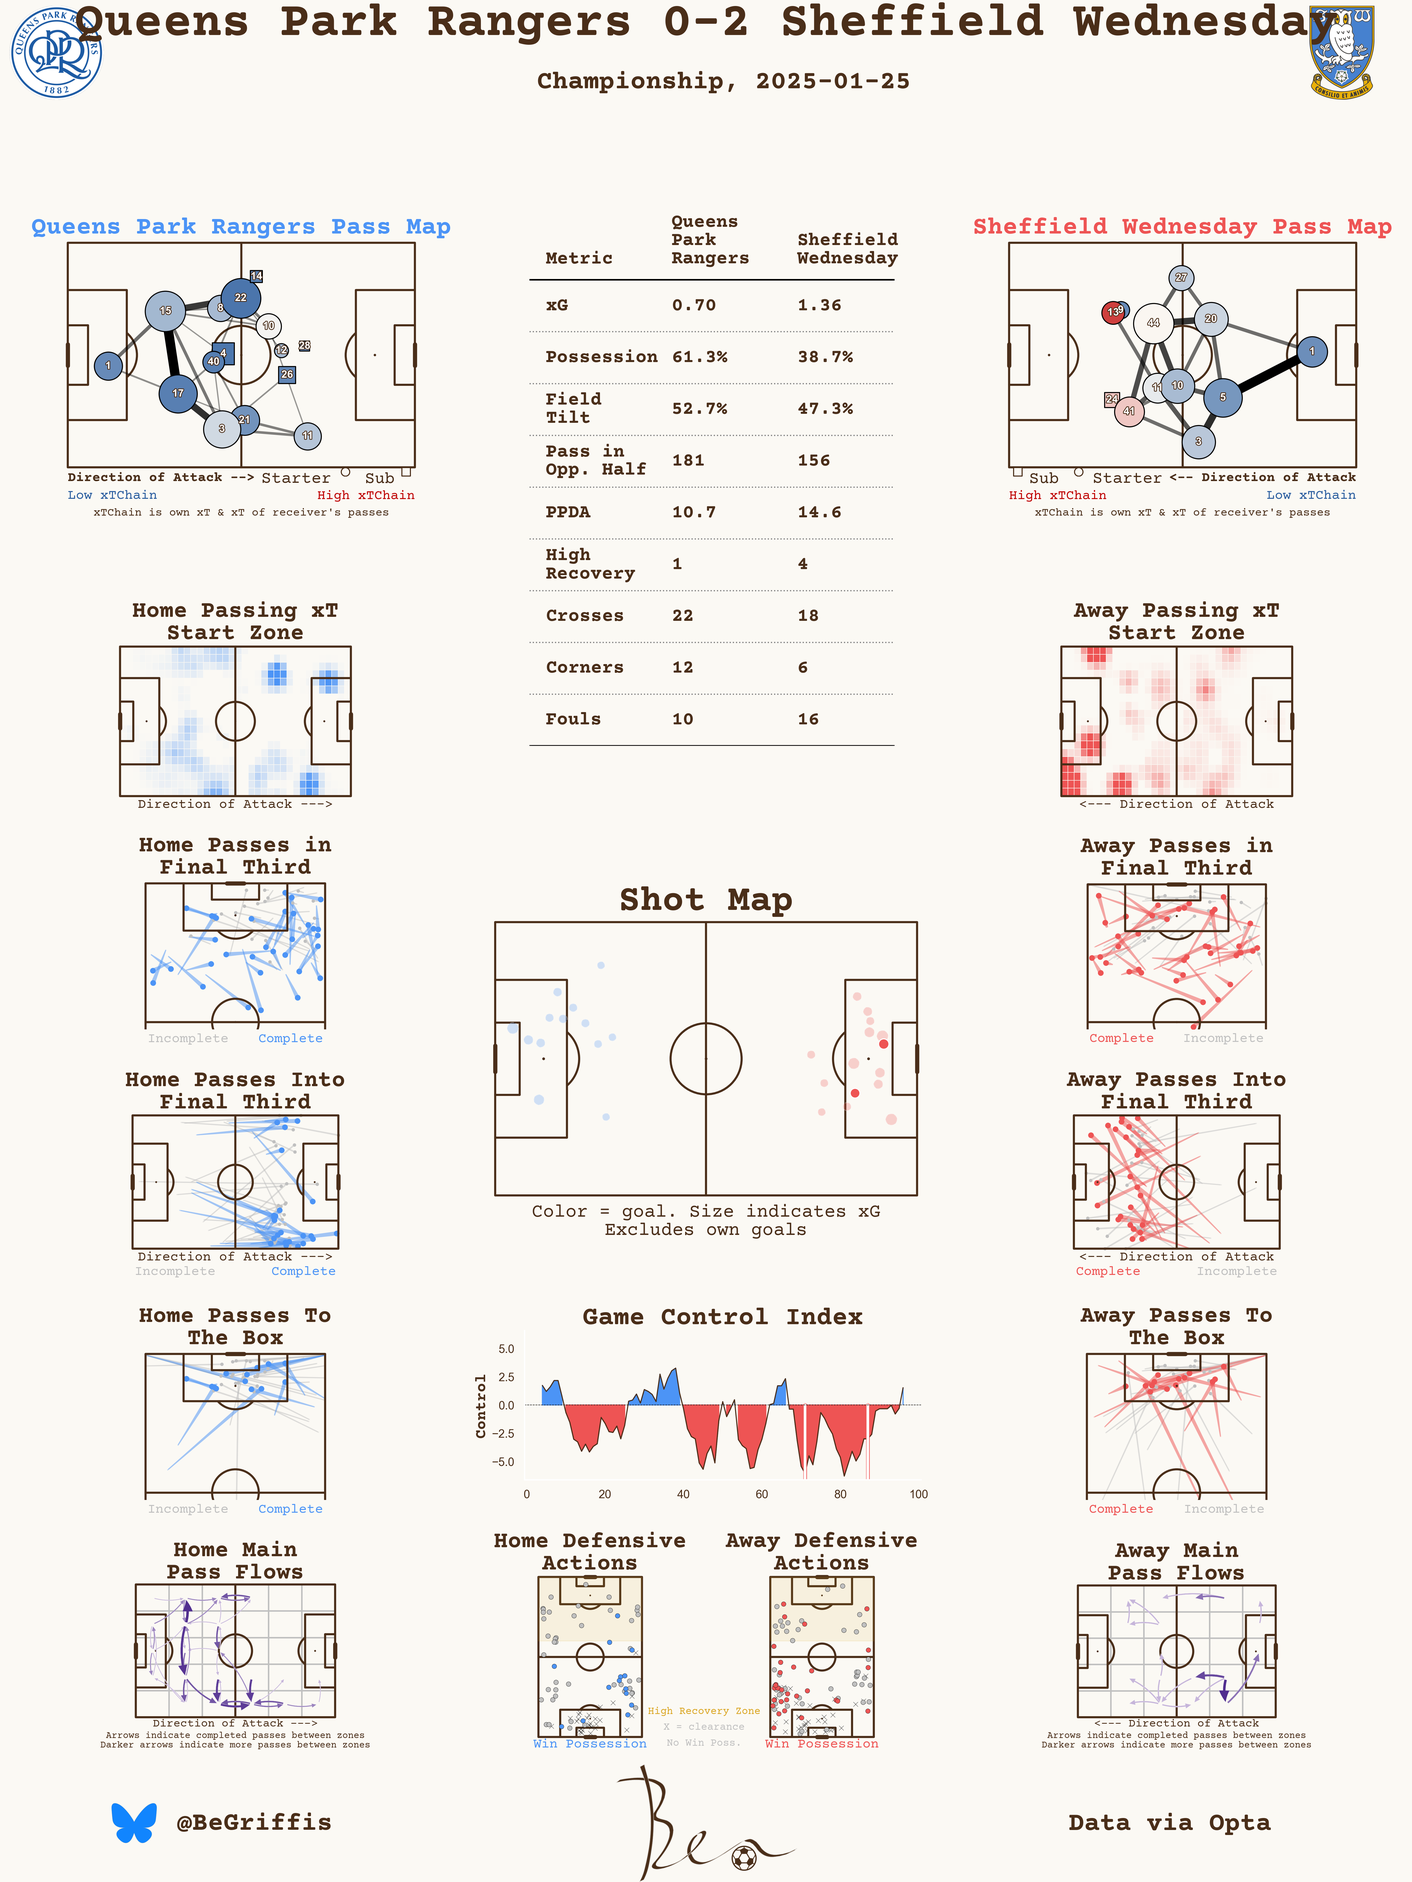 Queens Park Rangers 0-2 Sheffield Wednesday
Championship, 2025-01-25
QUEENS PARK RANGERS
1882
SW
CONSILIO ET ANIMIS
Queens Park Rangers Pass Map
14
22
8
15
10
12
28
4
40
1
26
17
21
3
11
Direction of Attack --> Starter Sub
Low xTChain High xTChain
xTChain is own xT & xT of receiver's passes
Metric Queens Park Rangers Sheffield Wednesday
xG 0.70 1.36
Possession 61.3% 38.7%
Field Tilt 52.7% 47.3%
Pass in Opp. Half 181 156
PPDA 10.7 14.6
High Recovery 1 4
Crosses 22 18
Corners 12 6
Fouls 10 16
Sheffield Wednesday Pass Map
27
13
9
44
20
1
11
10
5
24
41
3
Sub Starter <-- Direction of Attack
High xTChain Low xTChain
xTChain is own xT & xT of receiver's passes
Home Passing xT
Start Zone
Direction of Attack --->
Away Passing xT
Start Zone
<--- Direction of Attack
Home Passes in
Final Third
Incomplete Complete
Away Passes in
Final Third
Complete Incomplete
Shot Map
Color = goal. Size indicates xG
Excludes own goals
Home Passes Into
Final Third
Direction of Attack --->
Incomplete Complete
Away Passes Into
Final Third
<--- Direction of Attack
Complete Incomplete
Home Passes To
The Box
Incomplete Complete
Game Control Index
Control
5.0
2.5
0.0
−2.5
−5.0
0 20 40 60 80 100
Away Passes To
The Box
Complete Incomplete
Home Main
Pass Flows
Direction of Attack --->
Arrows indicate completed passes between zones
Darker arrows indicate more passes between zones
Home Defensive
Actions
Win Possession
Away Defensive
Actions
Win Possession
High Recovery Zone
X = clearance
No Win Poss.
Away Main
Pass Flows
<--- Direction of Attack
Arrows indicate completed passes between zones
Darker arrows indicate more passes between zones
@BeGriffis
Ben
Data via Opta